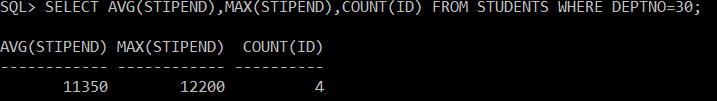 SQL> SELECT AVG(STIPEND),MAX(STIPEND),COUNT(ID) FROM STUDENTS WHERE DEPTNO=30;
AVG(STIPEND) MAX(STIPEND)  COUNT(ID)
------------ ------------ ----------
       11350        12200          4